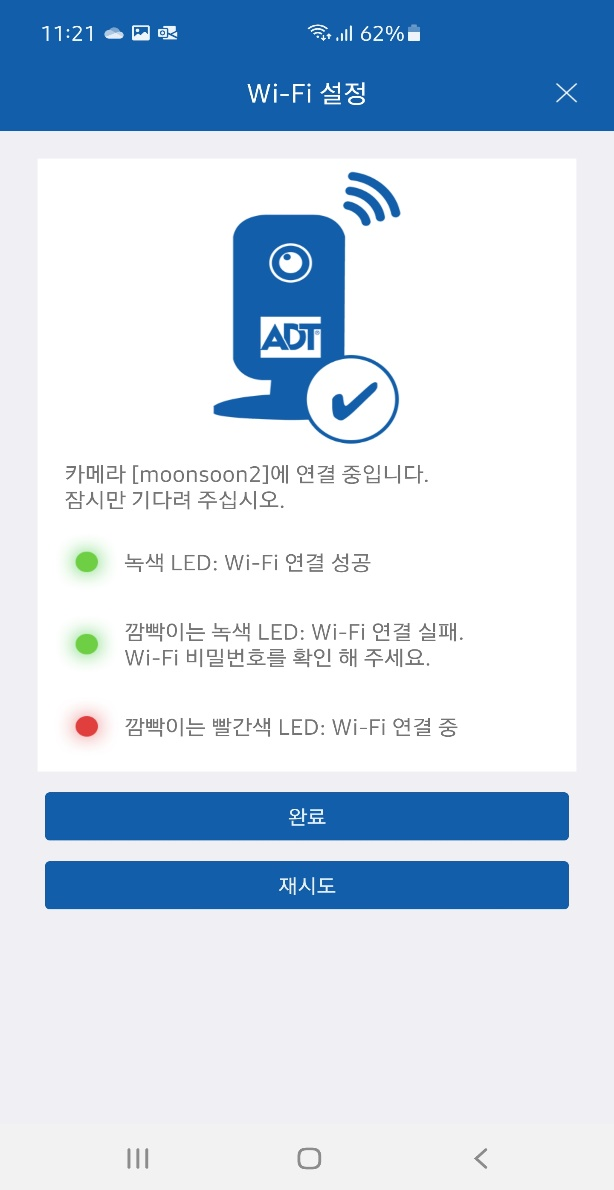 11:21
62%
Wi-Fi 설정
ADT
카메라 [moonsoon2]에 연결 중입니다.
잠시만 기다려 주십시오.
녹색 LED: Wi-Fi 연결 성공
깜빡이는 녹색 LED: Wi-Fi 연결 실패.
Wi-Fi 비밀번호를 확인 해 주세요.
깜빡이는 빨간색 LED: Wi-Fi 연결 중
완료
재시도